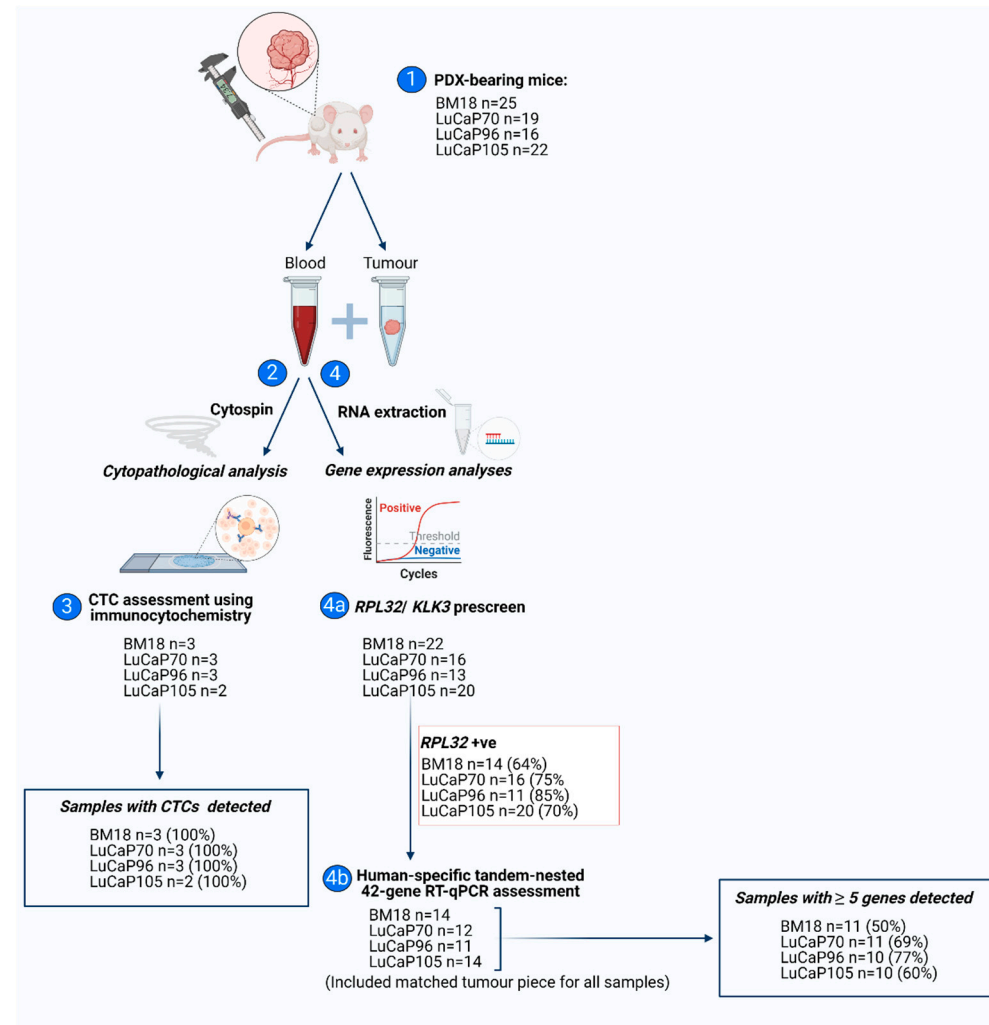 1 PDX-bearing mice:
BM18 n=25
LuCaP70 n=19
LuCaP96 n=16
LuCaP105 n=22
Blood
Tumour
2
4
Cytospin
RNA extraction
Cytopathological analysis
Gene expression analyses
Fluorescence
Positive
Threshold
Negative
Cycles
3 CTC assessment using
immunocytochemistry
BM18 n=3
LuCaP70 n=3
LuCaP96 n=3
LuCaP105 n=2
4a RPL32/ KLK3 prescreen
BM18 n=22
LuCaP70 n=16
LuCaP96 n=13
LuCaP105 n=20
RPL32 +ve
BM18 n=14 (64%)
LuCaP70 n=16 (75%
LuCaP96 n=11 (85%)
LuCaP105 n=20 (70%)
Samples with CTCs detected
BM18 n=3 (100%)
LuCaP70 n=3 (100%)
LuCaP96 n=3 (100%)
LuCaP105 n=2 (100%)
4b Human-specific tandem-nested
42-gene RT-qPCR assessment
BM18 n=14
LuCaP70 n=12
LuCaP96 n=11
LuCaP105 n=14
(Included matched tumour piece for all samples)
Samples with ≥ 5 genes detected
BM18 n=11 (50%)
LuCaP70 n=11 (69%)
LuCaP96 n=10 (77%)
LuCaP105 n=10 (60%)